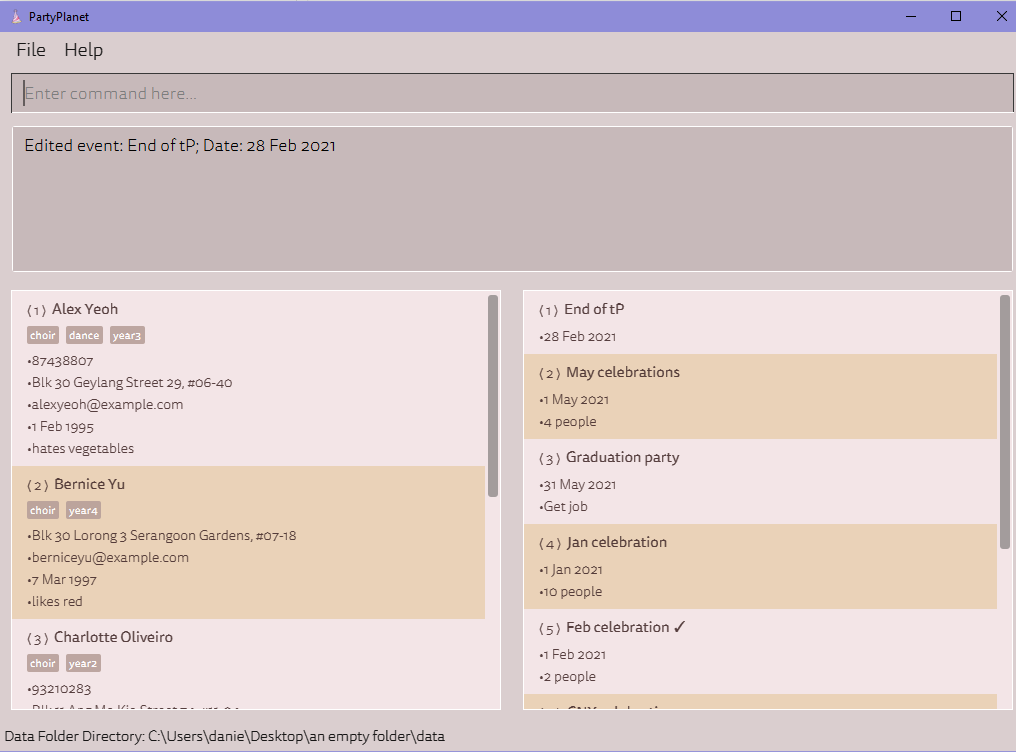 PartyPlanet
File Help
Enter command here...
Edited event: End of tP; Date: 28 Feb 2021
(1) Alex Yeoh
choir dance year3
•87438807
•Blk 30 Geylang Street 29, #06-40
•alexyeoh@example.com
•1 Feb 1995
•hates vegetables
(2) Bernice Yu
choir year4
•Blk 30 Lorong 3 Serangoon Gardens, #07-18
•berniceyu@example.com
•7 Mar 1997
•likes red
(3) Charlotte Oliveiro
choir year2
•93210283
(1) End of tP
•28 Feb 2021
(2) May celebrations
•1 May 2021
•4 people
(3) Graduation party
•31 May 2021
•Get job
(4) Jan celebration
•1 Jan 2021
•10 people
(5) Feb celebration ✓
•1 Feb 2021
•2 people
Data Folder Directory: C:\Users\danie\Desktop\an empty folder\data